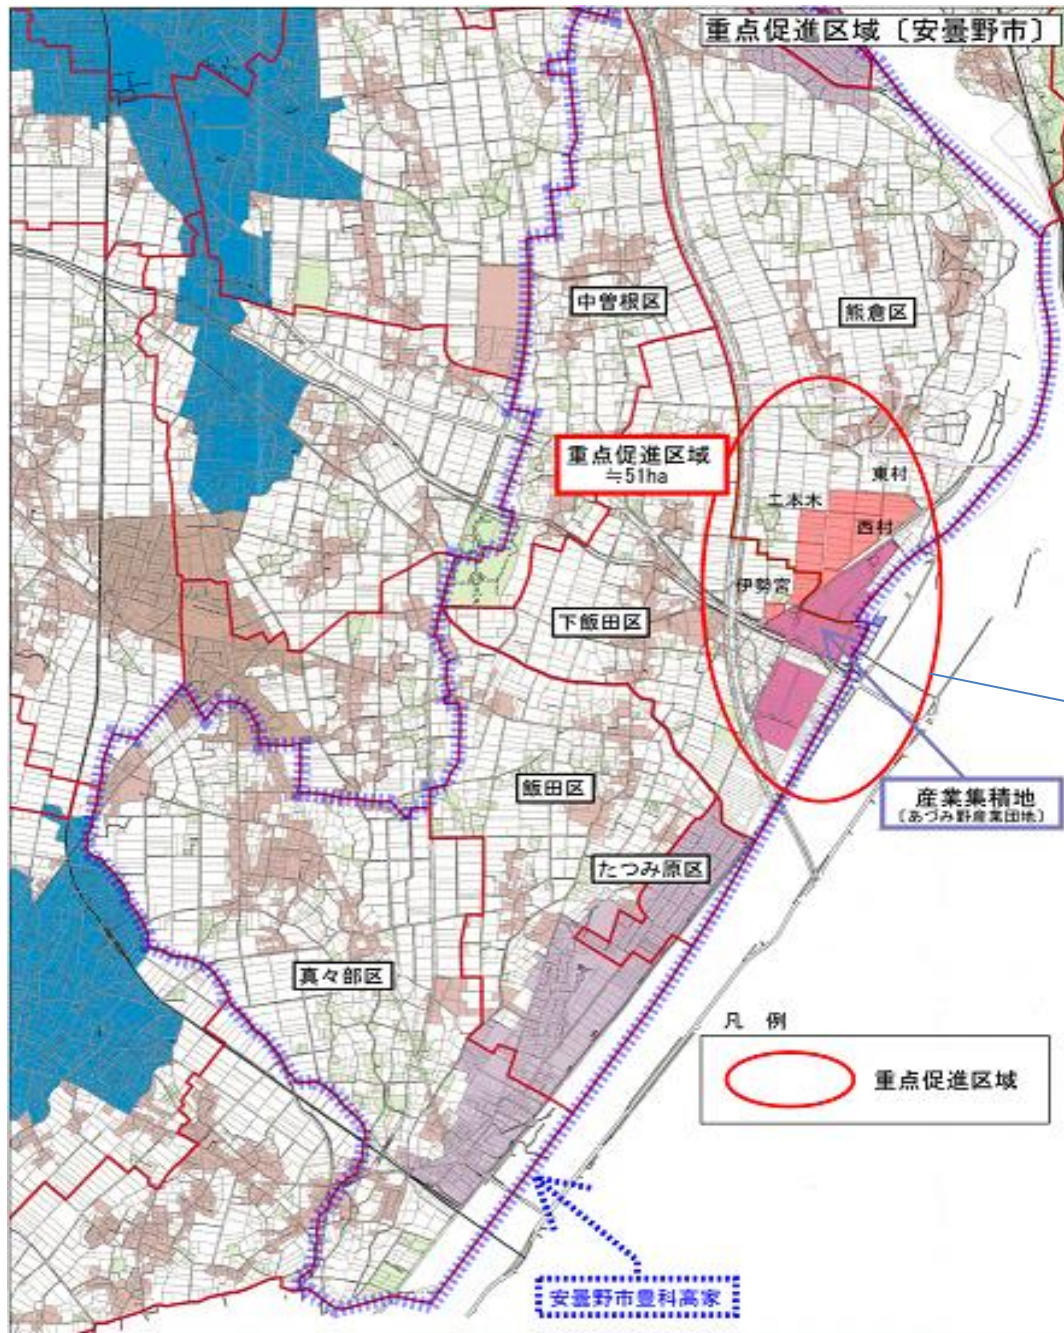 重点促進区域〔安曇野市〕
中曽根区
熊倉区
重点促進区域
≒51ha
東村
二本木
西村
伊勢宮
下飯田区
飯田区
産業集積地
〔あづみ野産業団地〕
たつみ原区
真々部区
凡 例
重点促進区域
安曇野市豊科高家